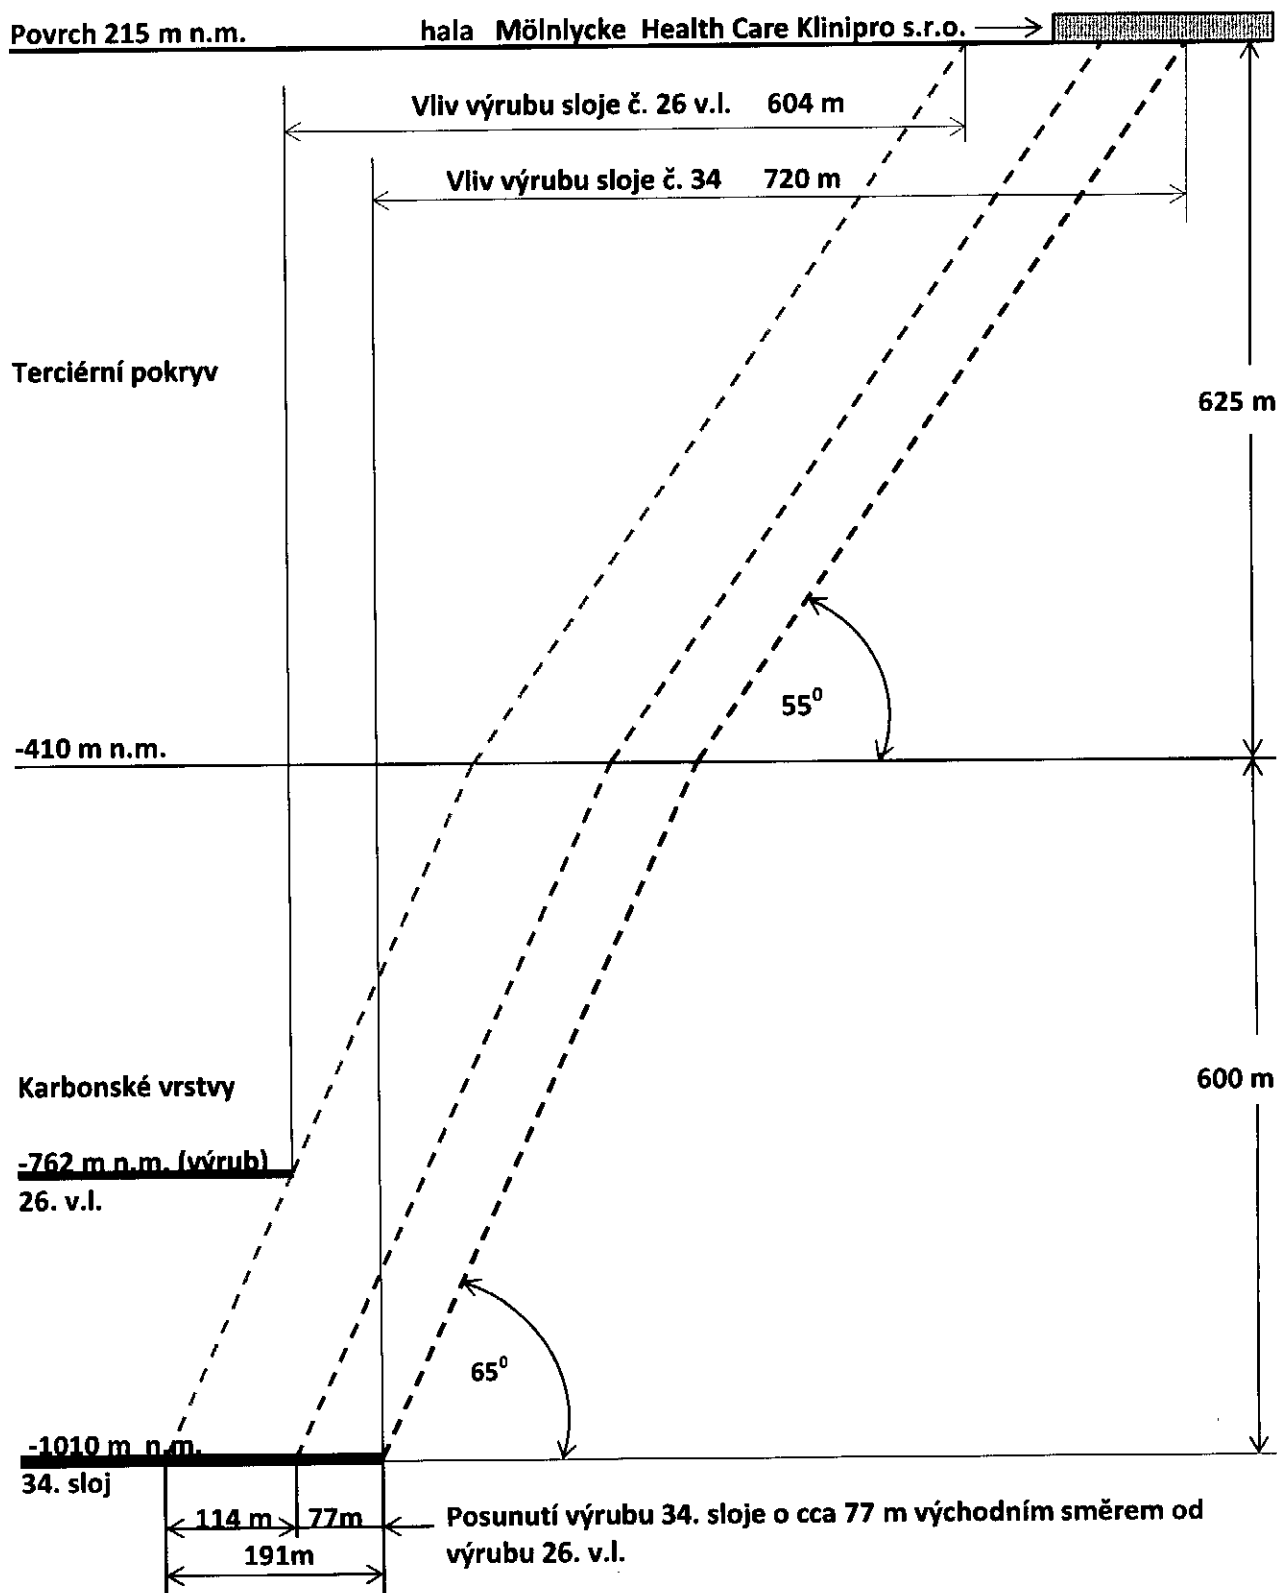 Povrch 215 m n.m. hala Mölnlycke Health Care Klinipro s.r.o.
Vliv výrubu sloje č. 26 v.l. 604 m
Vliv výrubu sloje č. 34 720 m
Terciérní pokryv
625 m
55⁰
-410 m n.m.
Karbonské vrstvy
600 m
-762 m n.m. (výrub)
26. v.l.
65⁰
-1010 m n.m.
34. sloj
114 m 77m
Posunutí výrubu 34. sloje o cca 77 m východním směrem od
výrubu 26. v.l.
191m